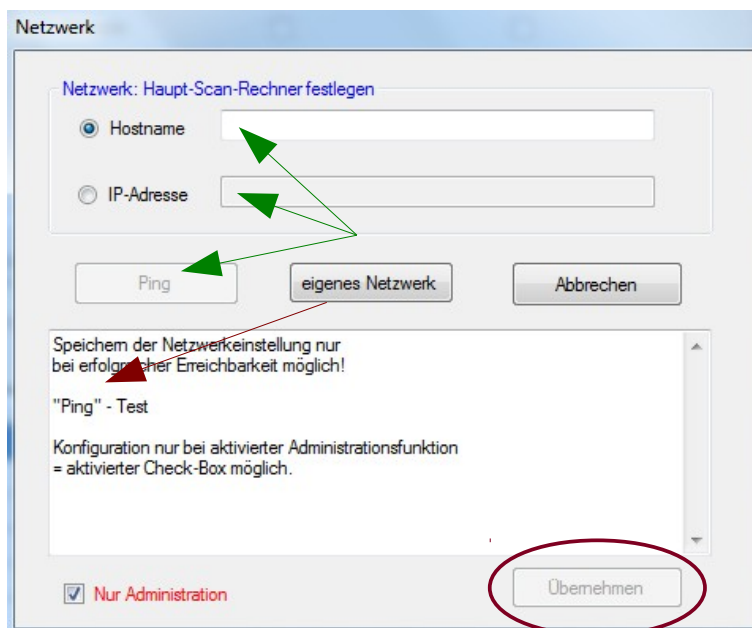 Netzwerk
Netzwerk: Haupt-Scan-Rechner festlegen
Hostname
IP-Adresse
Ping
eigenes Netzwerk
Abbrechen
Speichern der Netzwerkeinstellung nur
bei erfolgreicher Erreichbarkeit möglich!
"Ping" - Test
Konfiguration nur bei aktivierter Administrationsfunktion
= aktivierter Check-Box möglich.
Nur Administration
Übernehmen